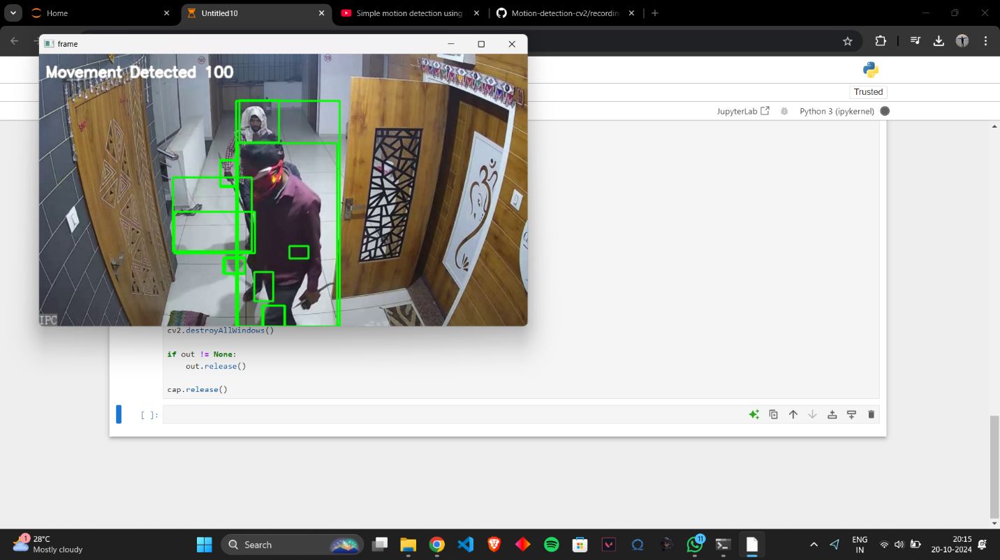 Home
Untitled10
Simple motion detection using
Motion-detection-cv2/recordin
frame
Movement Detected 100
IPC
Trusted
JupyterLab
Python 3 (ipykernel)
cv2.destroyAllWindows()
if out != None:
out.release()
cap.release()
[ ]:
1
28°C
Mostly cloudy
Search
11
ENG
IN
20:15
20-10-2024